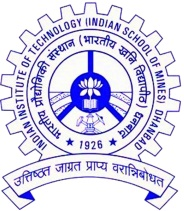 INDIAN INSTITUTE OF TECHNOLOGY (INDIAN SCHOOL OF MINES) DHANBAD
भारतीय प्रौद्योगिकी संस्थान (भारतीय खनि विद्यापीठ) धनबाद
1926
उत्तिष्ठत जाग्रत प्राप्य वरान्निबोधत